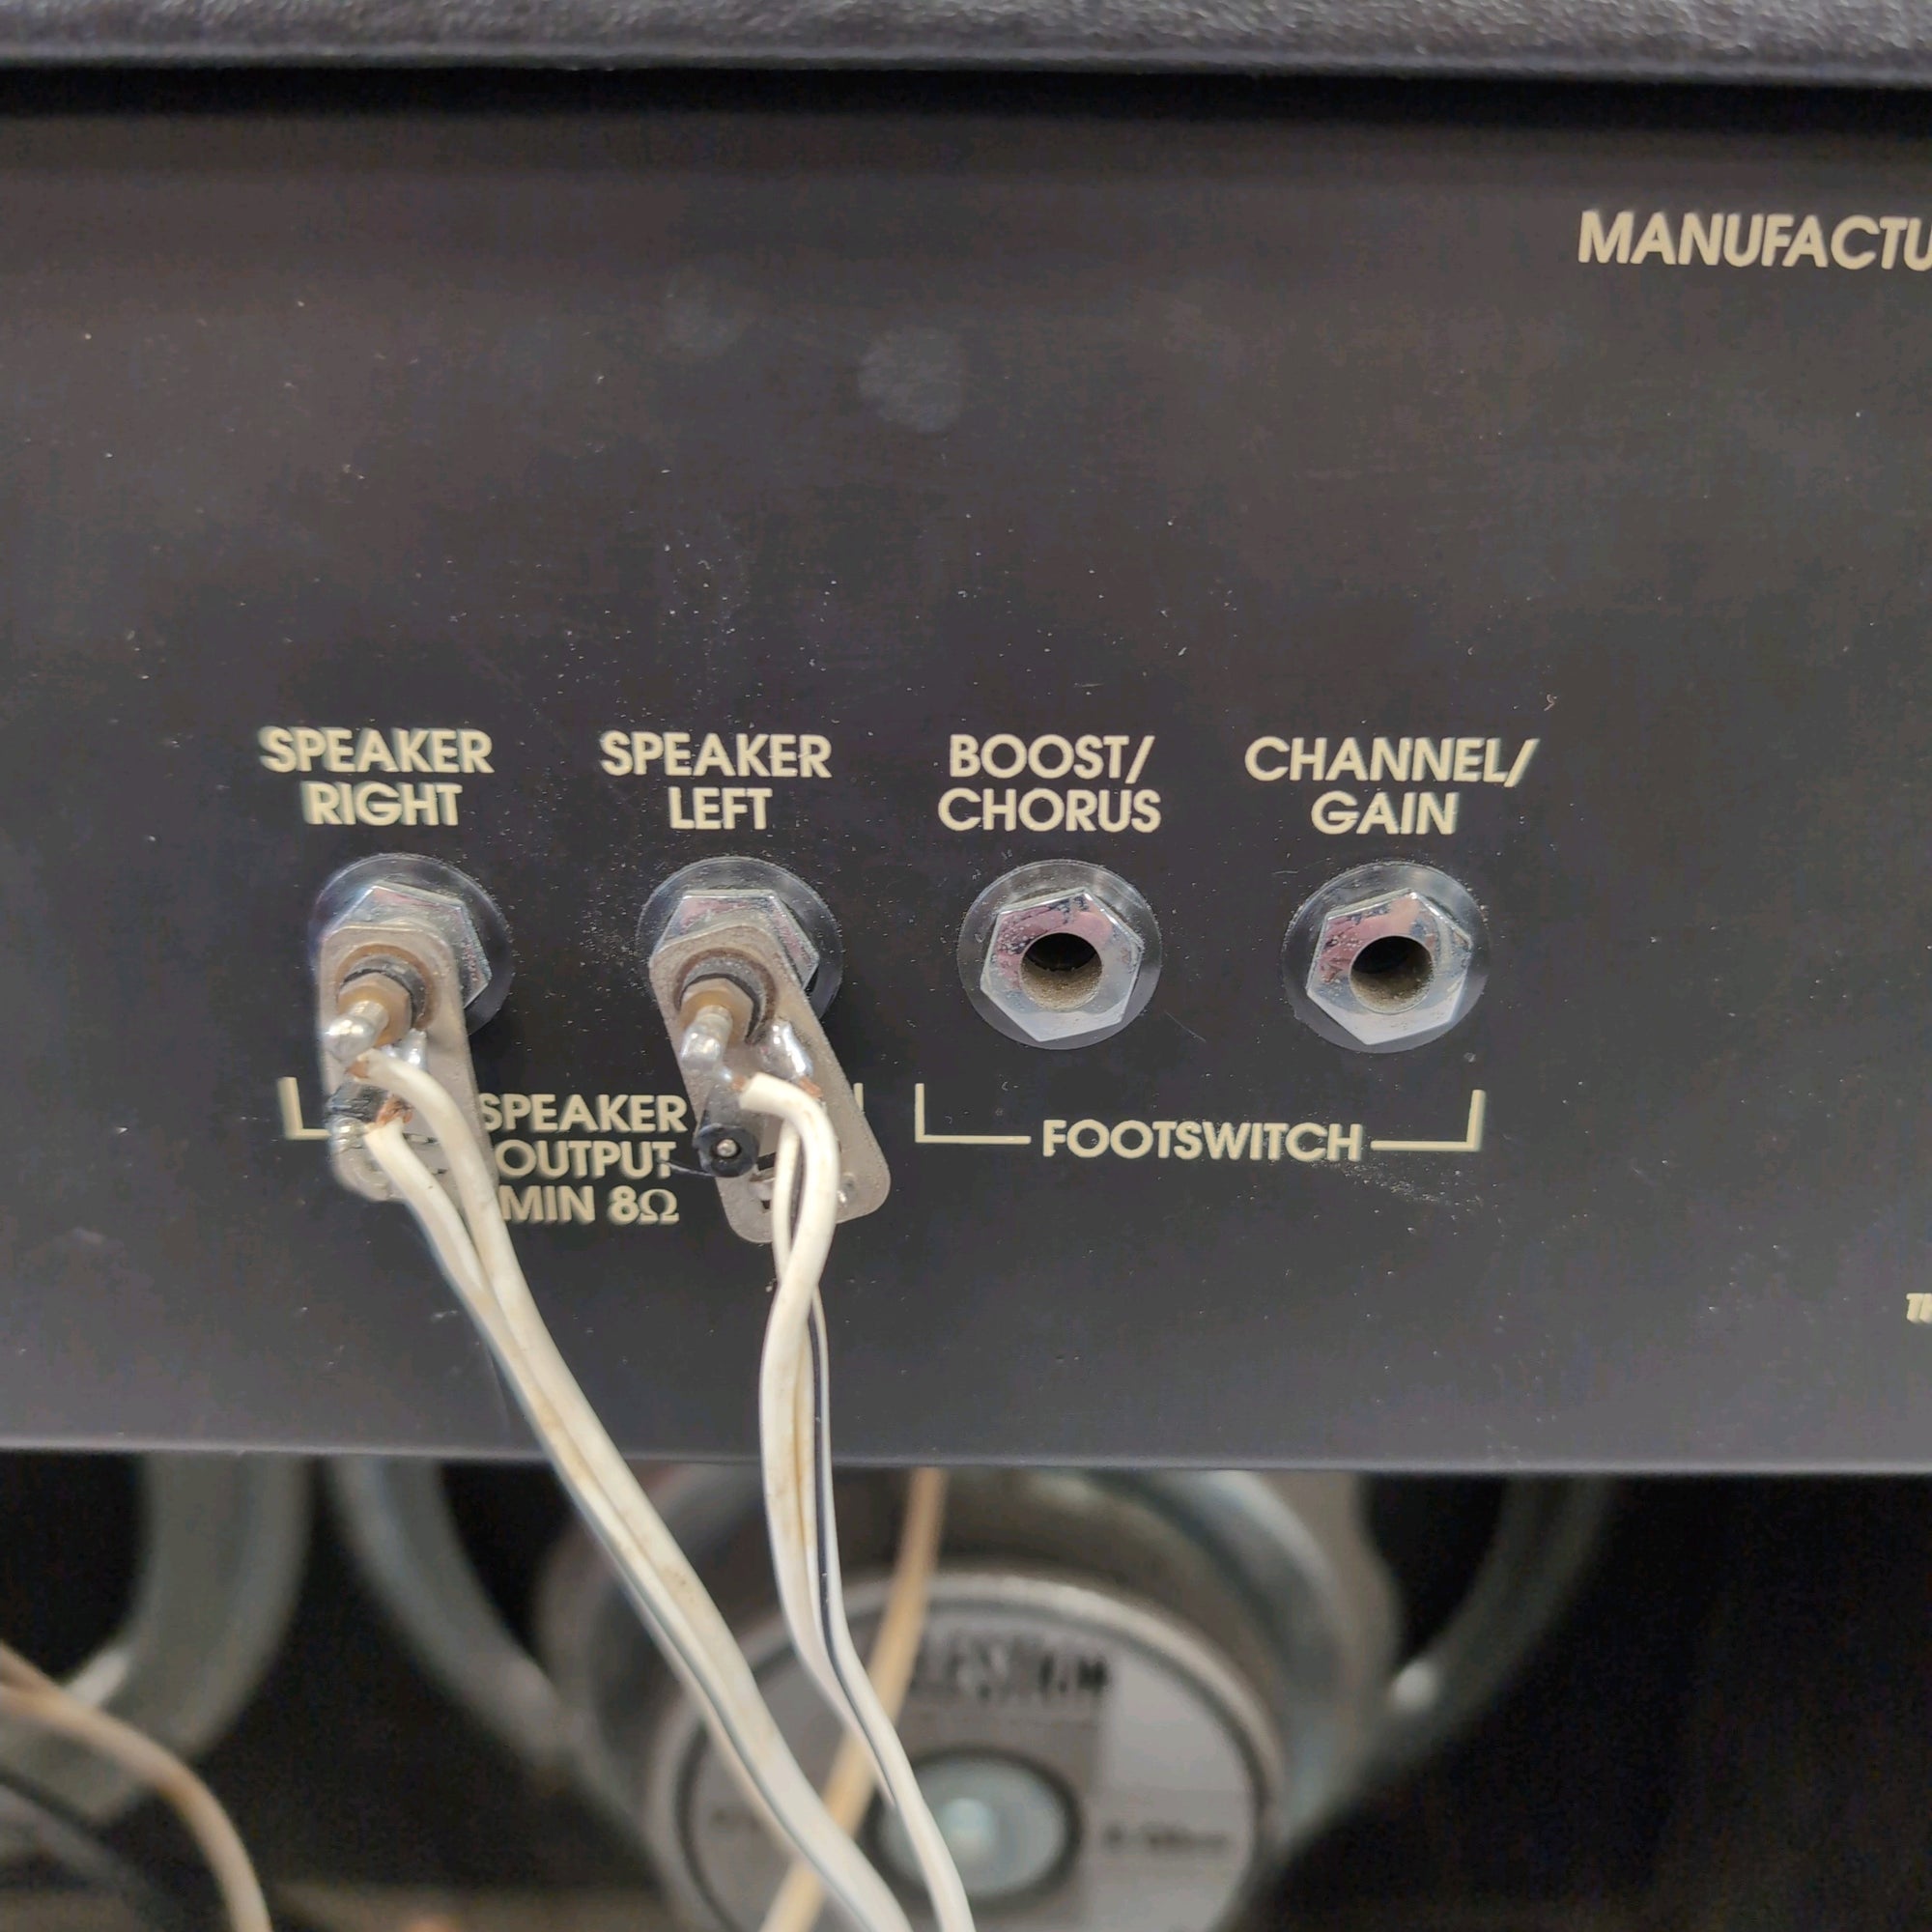 MANUFACTU
SPEAKER
RIGHT
SPEAKER
LEFT
BOOST/
CHORUS
CHANNEL/
GAIN
SPEAKER
OUTPUT
MIN 8Ω
FOOTSWITCH